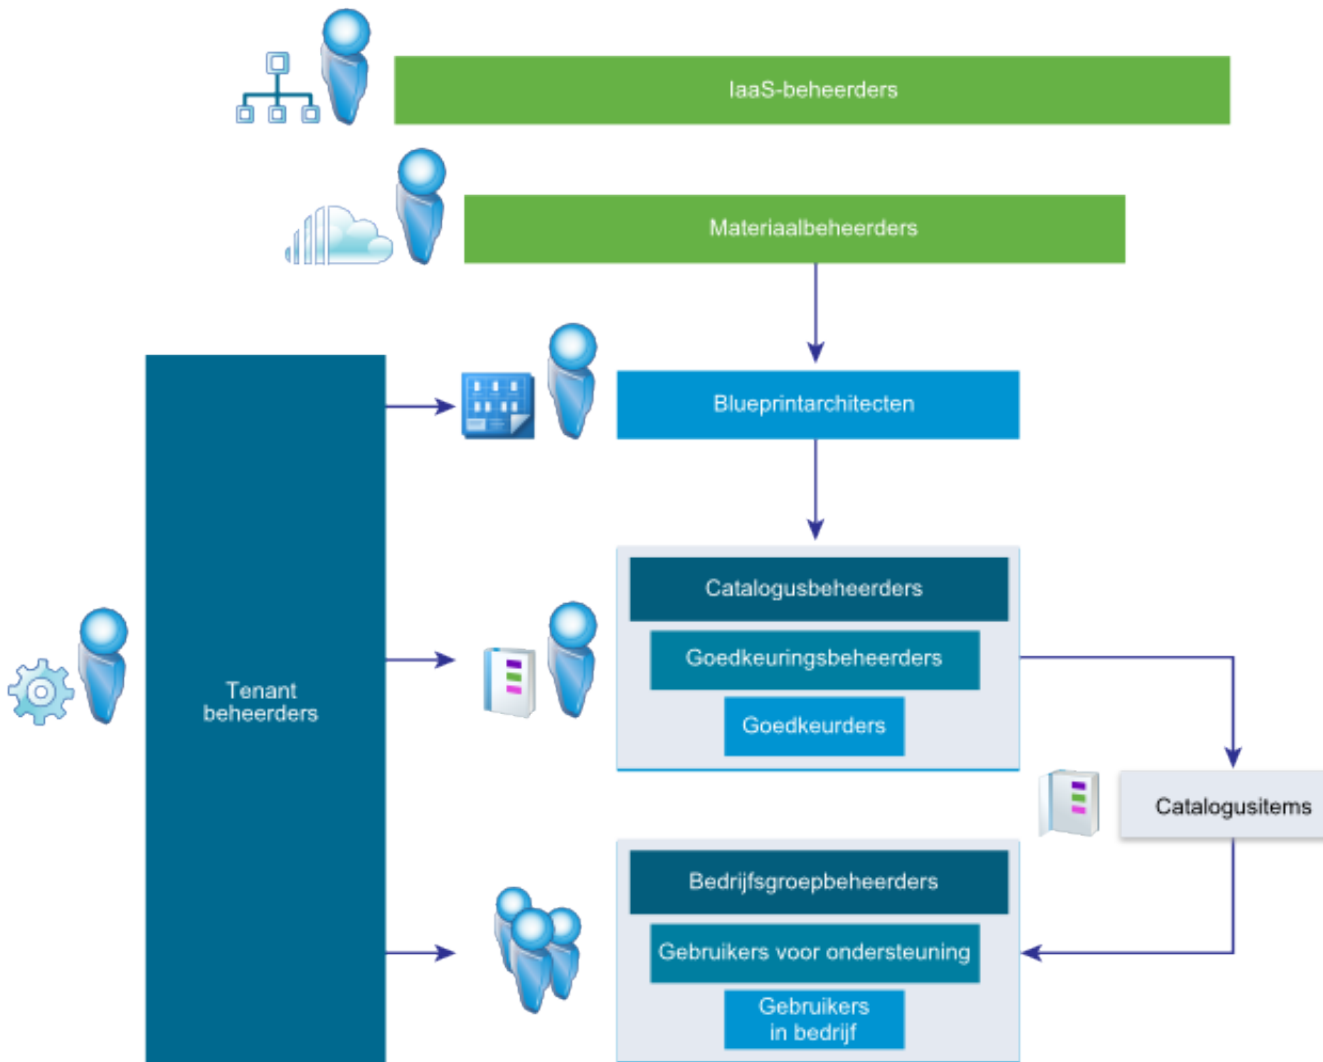 IaaS-beheerders
Materiaalbeheerders
Blueprintarchitecten
Tenant
beheerders
Catalogusbeheerders
Goedkeuringsbeheerders
Goedkeurders
Catalogusitems
Bedrijfsgroepbeheerders
Gebruikers voor ondersteuning
Gebruikers
in bedrijf